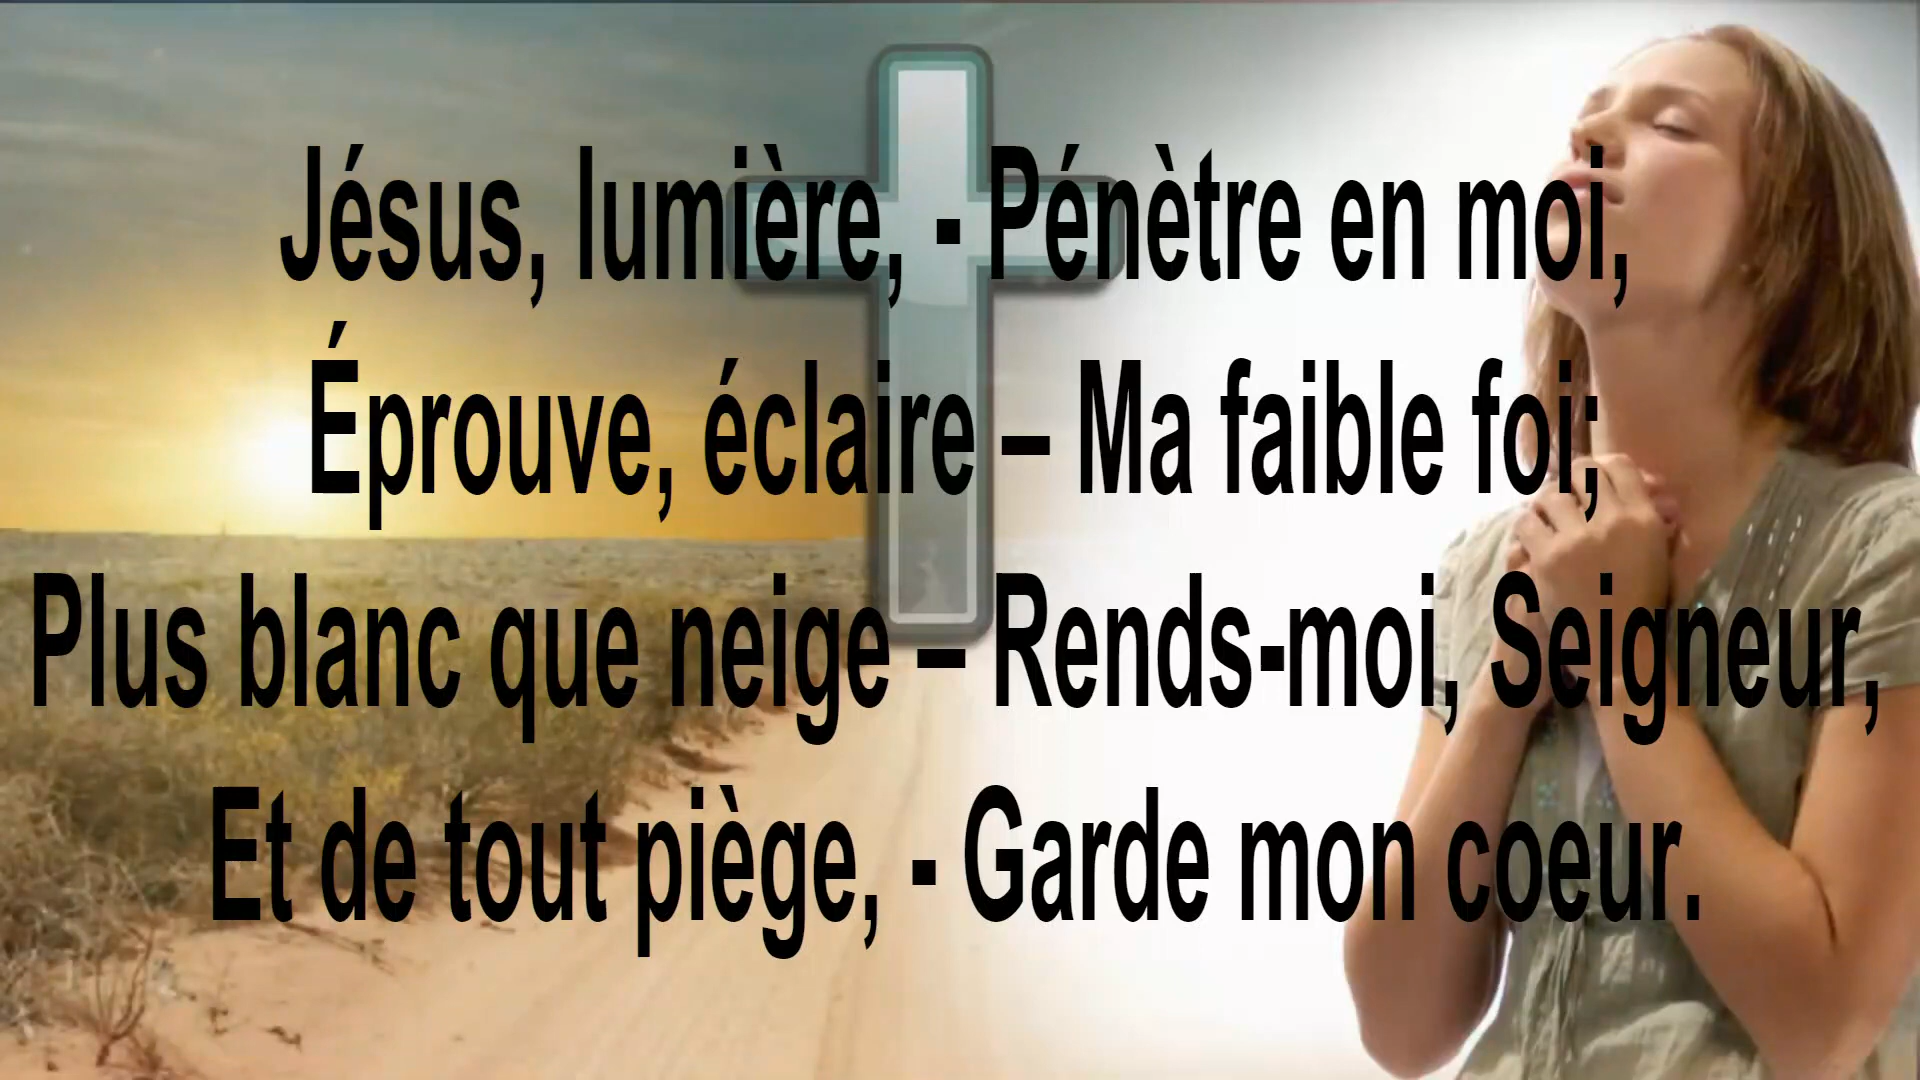 Jésus, lumière, - Pénètre en moi,
Éprouve, éclaire – Ma faible foi;
Plus blanc que neige – Rends-moi, Seigneur,
Et de tout piège, - Garde mon coeur.